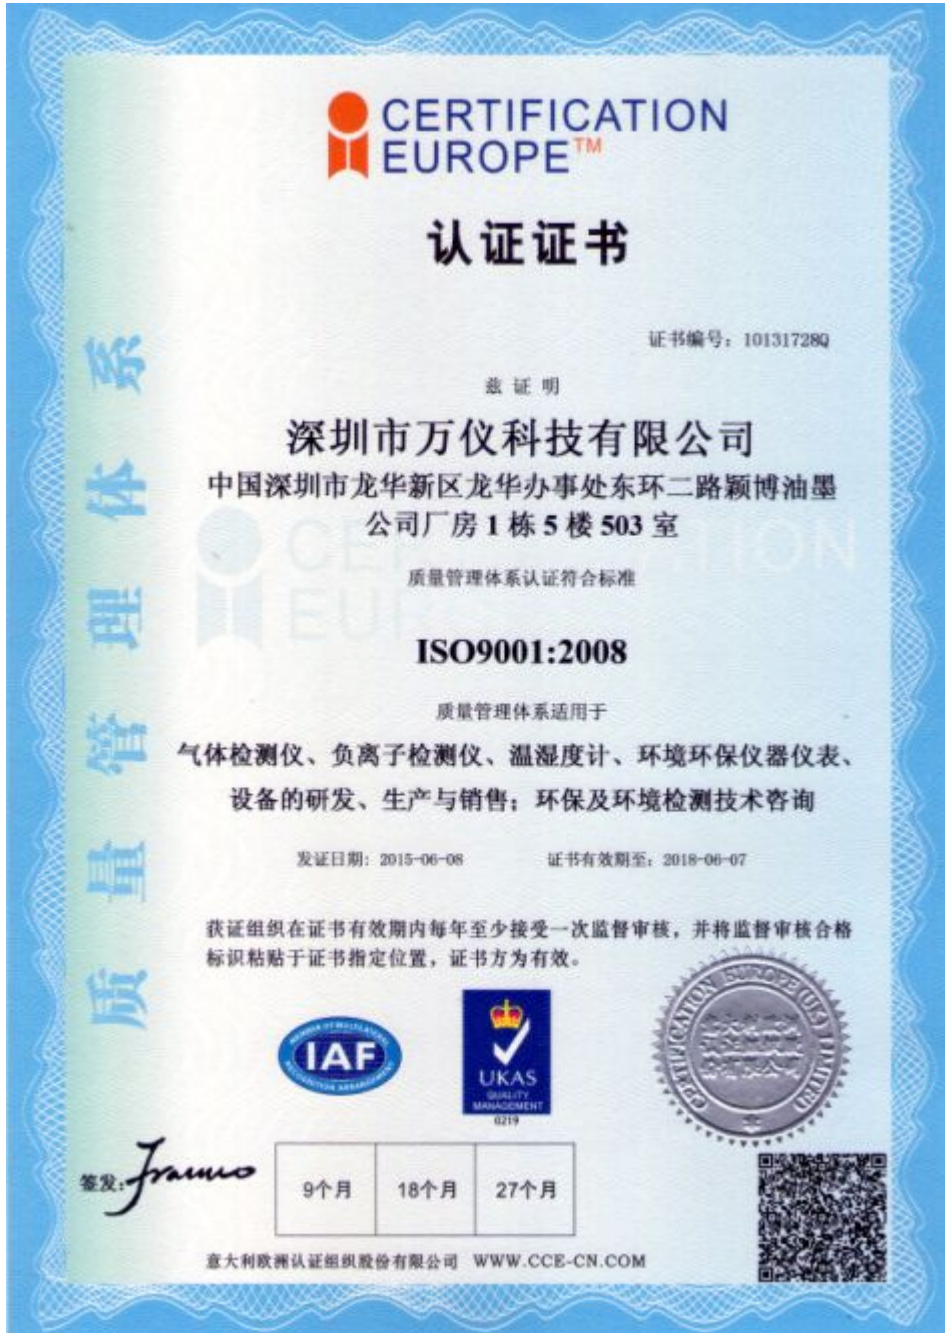 CERTIFICATION
EUROPE™
认证证书
证书编号：10131728Q
兹 证 明
深圳市万仪科技有限公司
中国深圳市龙华新区龙华办事处东环二路颖博油墨
公司厂房 1 栋 5 楼 503 室
质量管理体系认证符合标准
ISO9001:2008
质量管理体系适用于
气体检测仪、负离子检测仪、温湿度计、环境环保仪器仪表、
设备的研发、生产与销售；环保及环境检测技术咨询
发证日期：2015-06-08 证书有效期至：2018-06-07
获证组织在证书有效期内每年至少接受一次监督审核，并将监督审核合格
标识粘贴于证书指定位置，证书方为有效。
质量管理体系
MEMBER OF MULTILATERAL
IAF
RECOGNITION ARRANGEMENT
UKAS
QUALITY
MANAGEMENT
0219
CERTIFICATION EUROPE (UK) LIMITED
签发:
9个月 18个月 27个月
意大利欧洲认证组织股份有限公司 WWW.CCE-CN.COM